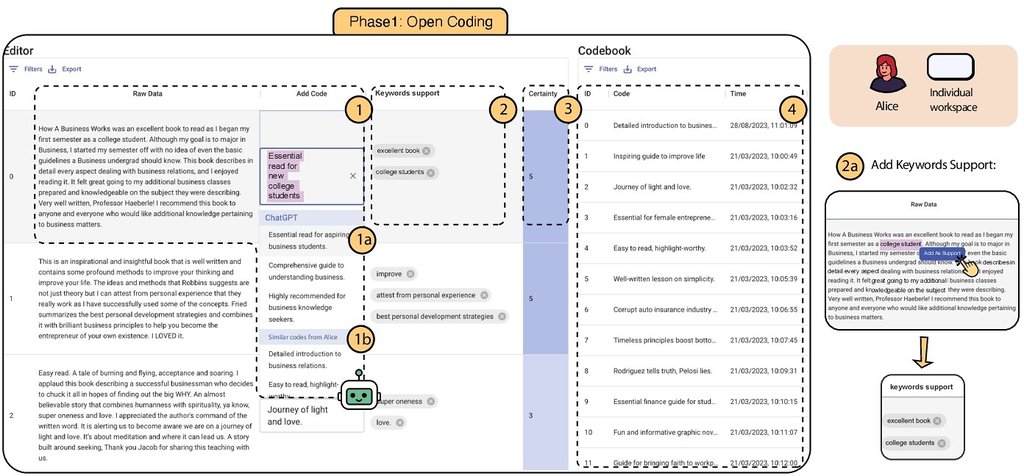 Phase1: Open Coding
Editor
Filters Export
ID Raw Data Add Code Keywords support Certainty
1
2
3
0
How A Business Works was an excellent book to read as I began my
first semester as a college student. Although my goal is to major in
Business, I started my semester off with no idea of even the basic
guidelines a Business undergrad should know. This book describes in
detail every aspect dealing with business relations, and I enjoyed
reading it. It felt great going to my additional business classes
prepared and knowledgeable on the subject they were describing.
Very well written, Professor Haeberle! I recommend this book to
anyone and everyone who would like additional knowledge pertaining
to business matters.
Essential
read for
new
college
students
excellent book
college students
5
ChatGPT
1a
Essential read for aspiring
business students.
Comprehensive guide to
understanding business.
Highly recommended for
business knowledge
seekers.
Similar codes from Alice
1b
Detailed introduction to
business relations.
Easy to read, highlight-
1
This is an inspirational and insightful book that is well written and
contains some profound methods to improve your thinking and
improve your life. The ideas and methods that Robbins suggests are
not just theory but I can attest from personal experience that they
really work as I have successfully used some of the concepts. Fried
summarizes the best personal development strategies and combines
it with brilliant business principles to help you become the
entrepreneur of your own existence. I LOVED it.
improve
attest from personal experience
best personal development strategies
5
2
Easy read. A tale of burning and flying, acceptance and soaring. I
applaud this book describing a successful businessman who decides
to chuck it all in hopes of finding out the big WHY. An almost
believable story that combines humanness with spirituality, ya know,
super oneness and love. I appreciated the author's command of the
written word. It is alerting us to become aware we are on a journey of
light and love. It's about meditation and where it can lead us. A story
built around seeking, Thank you Jacob for sharing this teaching with
us.
Journey of light
and love.
super oneness
love.
3
Codebook
Filters Export
ID Code Time
4
0 Detailed introduction to busines... 28/08/2023, 11:01:09
1 Inspiring guide to improve life 21/03/2023, 10:00:49
2 Journey of light and love. 21/03/2023, 10:02:32
3 Essential for female entreprene... 21/03/2023, 10:03:16
4 Easy to read, highlight-worthy. 21/03/2023, 10:03:52
5 Well-written lesson on simplicity. 21/03/2023, 10:05:39
6 Corrupt auto insurance industry ... 21/03/2023, 10:06:55
7 Timeless principles boost botto... 21/03/2023, 10:07:45
8 Rodriguez tells truth, Pelosi lies. 21/03/2023, 10:09:31
9 Essential finance guide for stud... 21/03/2023, 10:10:15
10 Fun and informative graphic nov... 21/03/2023, 10:11:07
11 Guide for bringing faith to workp... 21/03/2023, 10:12:00
Alice
Individual
workspace
2a Add Keywords Support:
Raw Data
How A Business Works was an excellent book to read as I began my
first semester as a college student. Although my goal is to major in
Business, I started my semester o Add As Support even the basic
guidelines a Business undergrad should know. describes in
detail every aspect dealing with business relations, enjoyed
reading it. It felt great going to my additional business classes
prepared and knowledgeable on the subject they were describing.
Very well written, Professor Haeberle! I recommend this book to
anyone and everyone who would like additional knowledge pertaining
to business matters.
keywords support
excellent book
college students